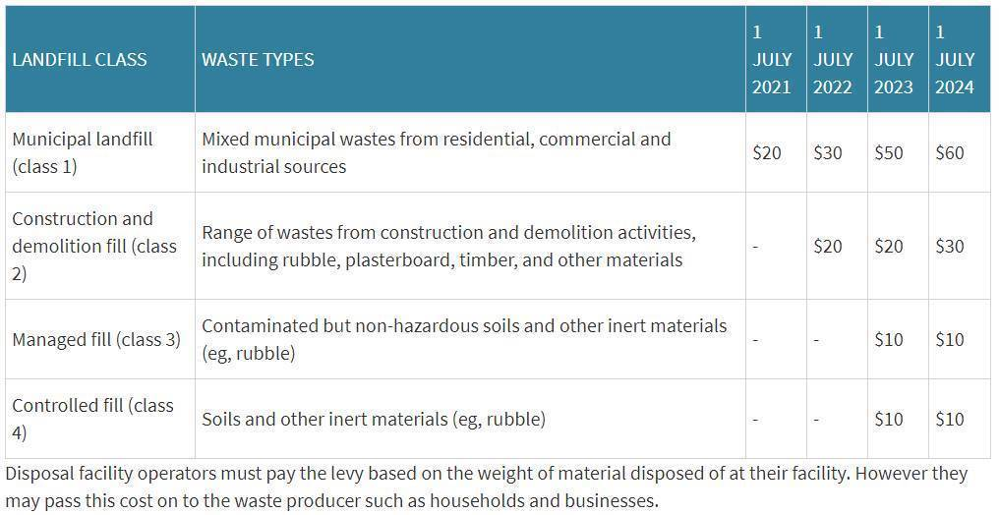 LANDFILL CLASS WASTE TYPES 1 JULY 2021 1 JULY 2022 1 JULY 2023 1 JULY 2024
Municipal landfill
(class 1)
Mixed municipal wastes from residential, commercial and
industrial sources
$20 $30 $50 $60
Construction and
demolition fill (class
2)
Range of wastes from construction and demolition activities,
including rubble, plasterboard, timber, and other materials
- $20 $20 $30
Managed fill (class 3)
Contaminated but non-hazardous soils and other inert materials
(eg, rubble)
- - $10 $10
Controlled fill (class
4)
Soils and other inert materials (eg, rubble)
- - $10 $10
Disposal facility operators must pay the levy based on the weight of material disposed of at their facility. However they
may pass this cost on to the waste producer such as households and businesses.